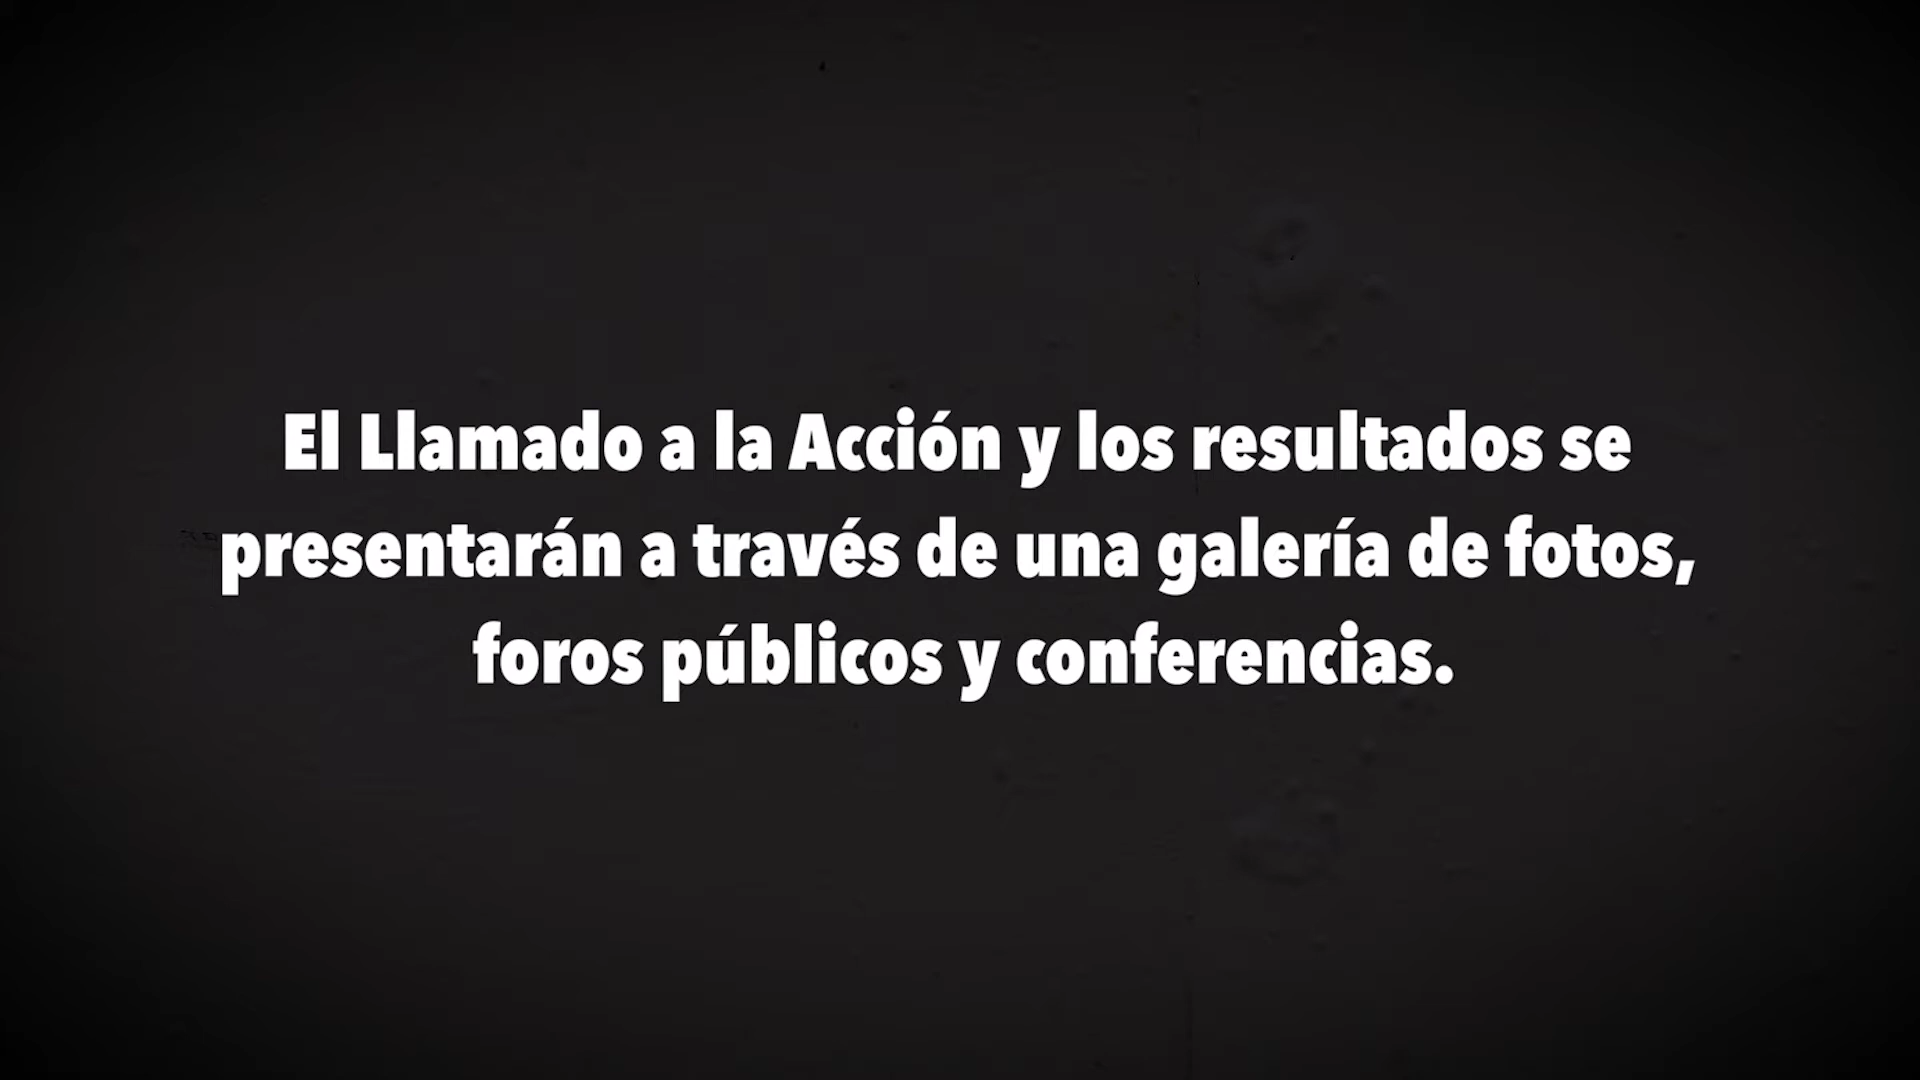 El Llamado a la Acción y los resultados se
presentarán a través de una galería de fotos,
foros públicos y conferencias.